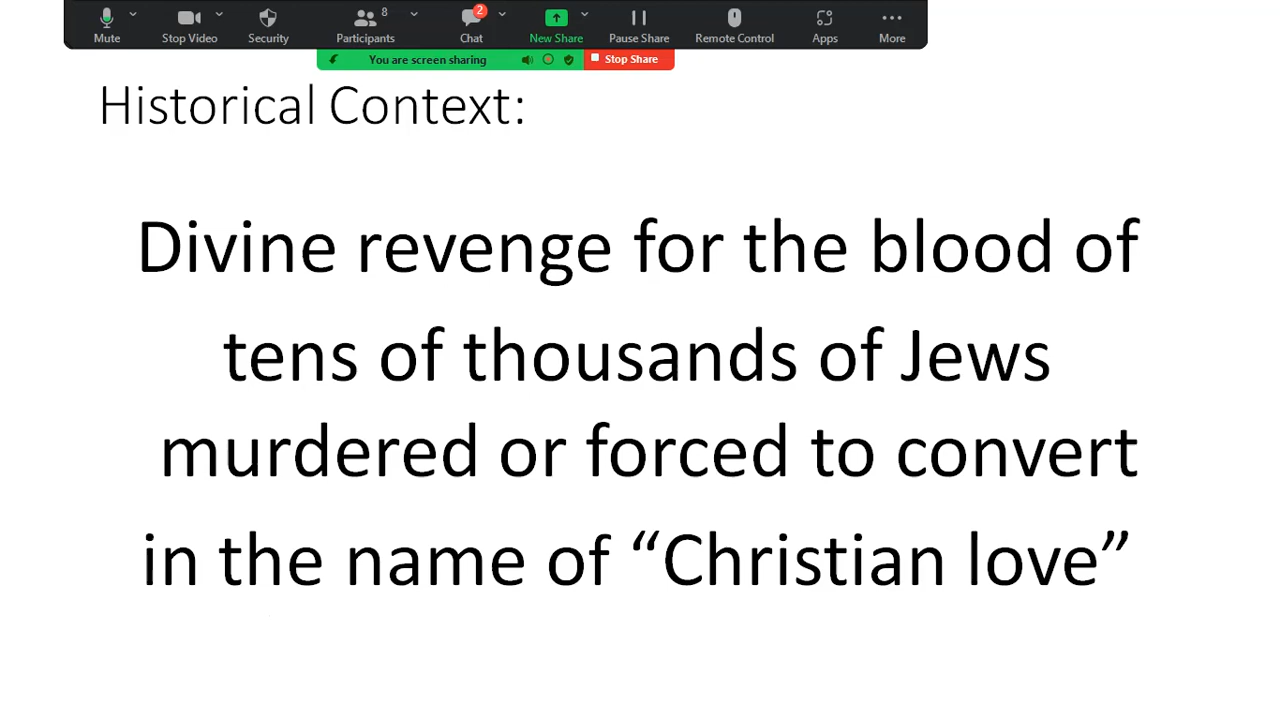 Mute
Stop Video
Security
8
Participants
2
Chat
New Share
Pause Share
Remote Control
Apps
More
You are screen sharing
Stop Share
Historical Context:
Divine revenge for the blood of
tens of thousands of Jews
murdered or forced to convert
in the name of “Christian love”